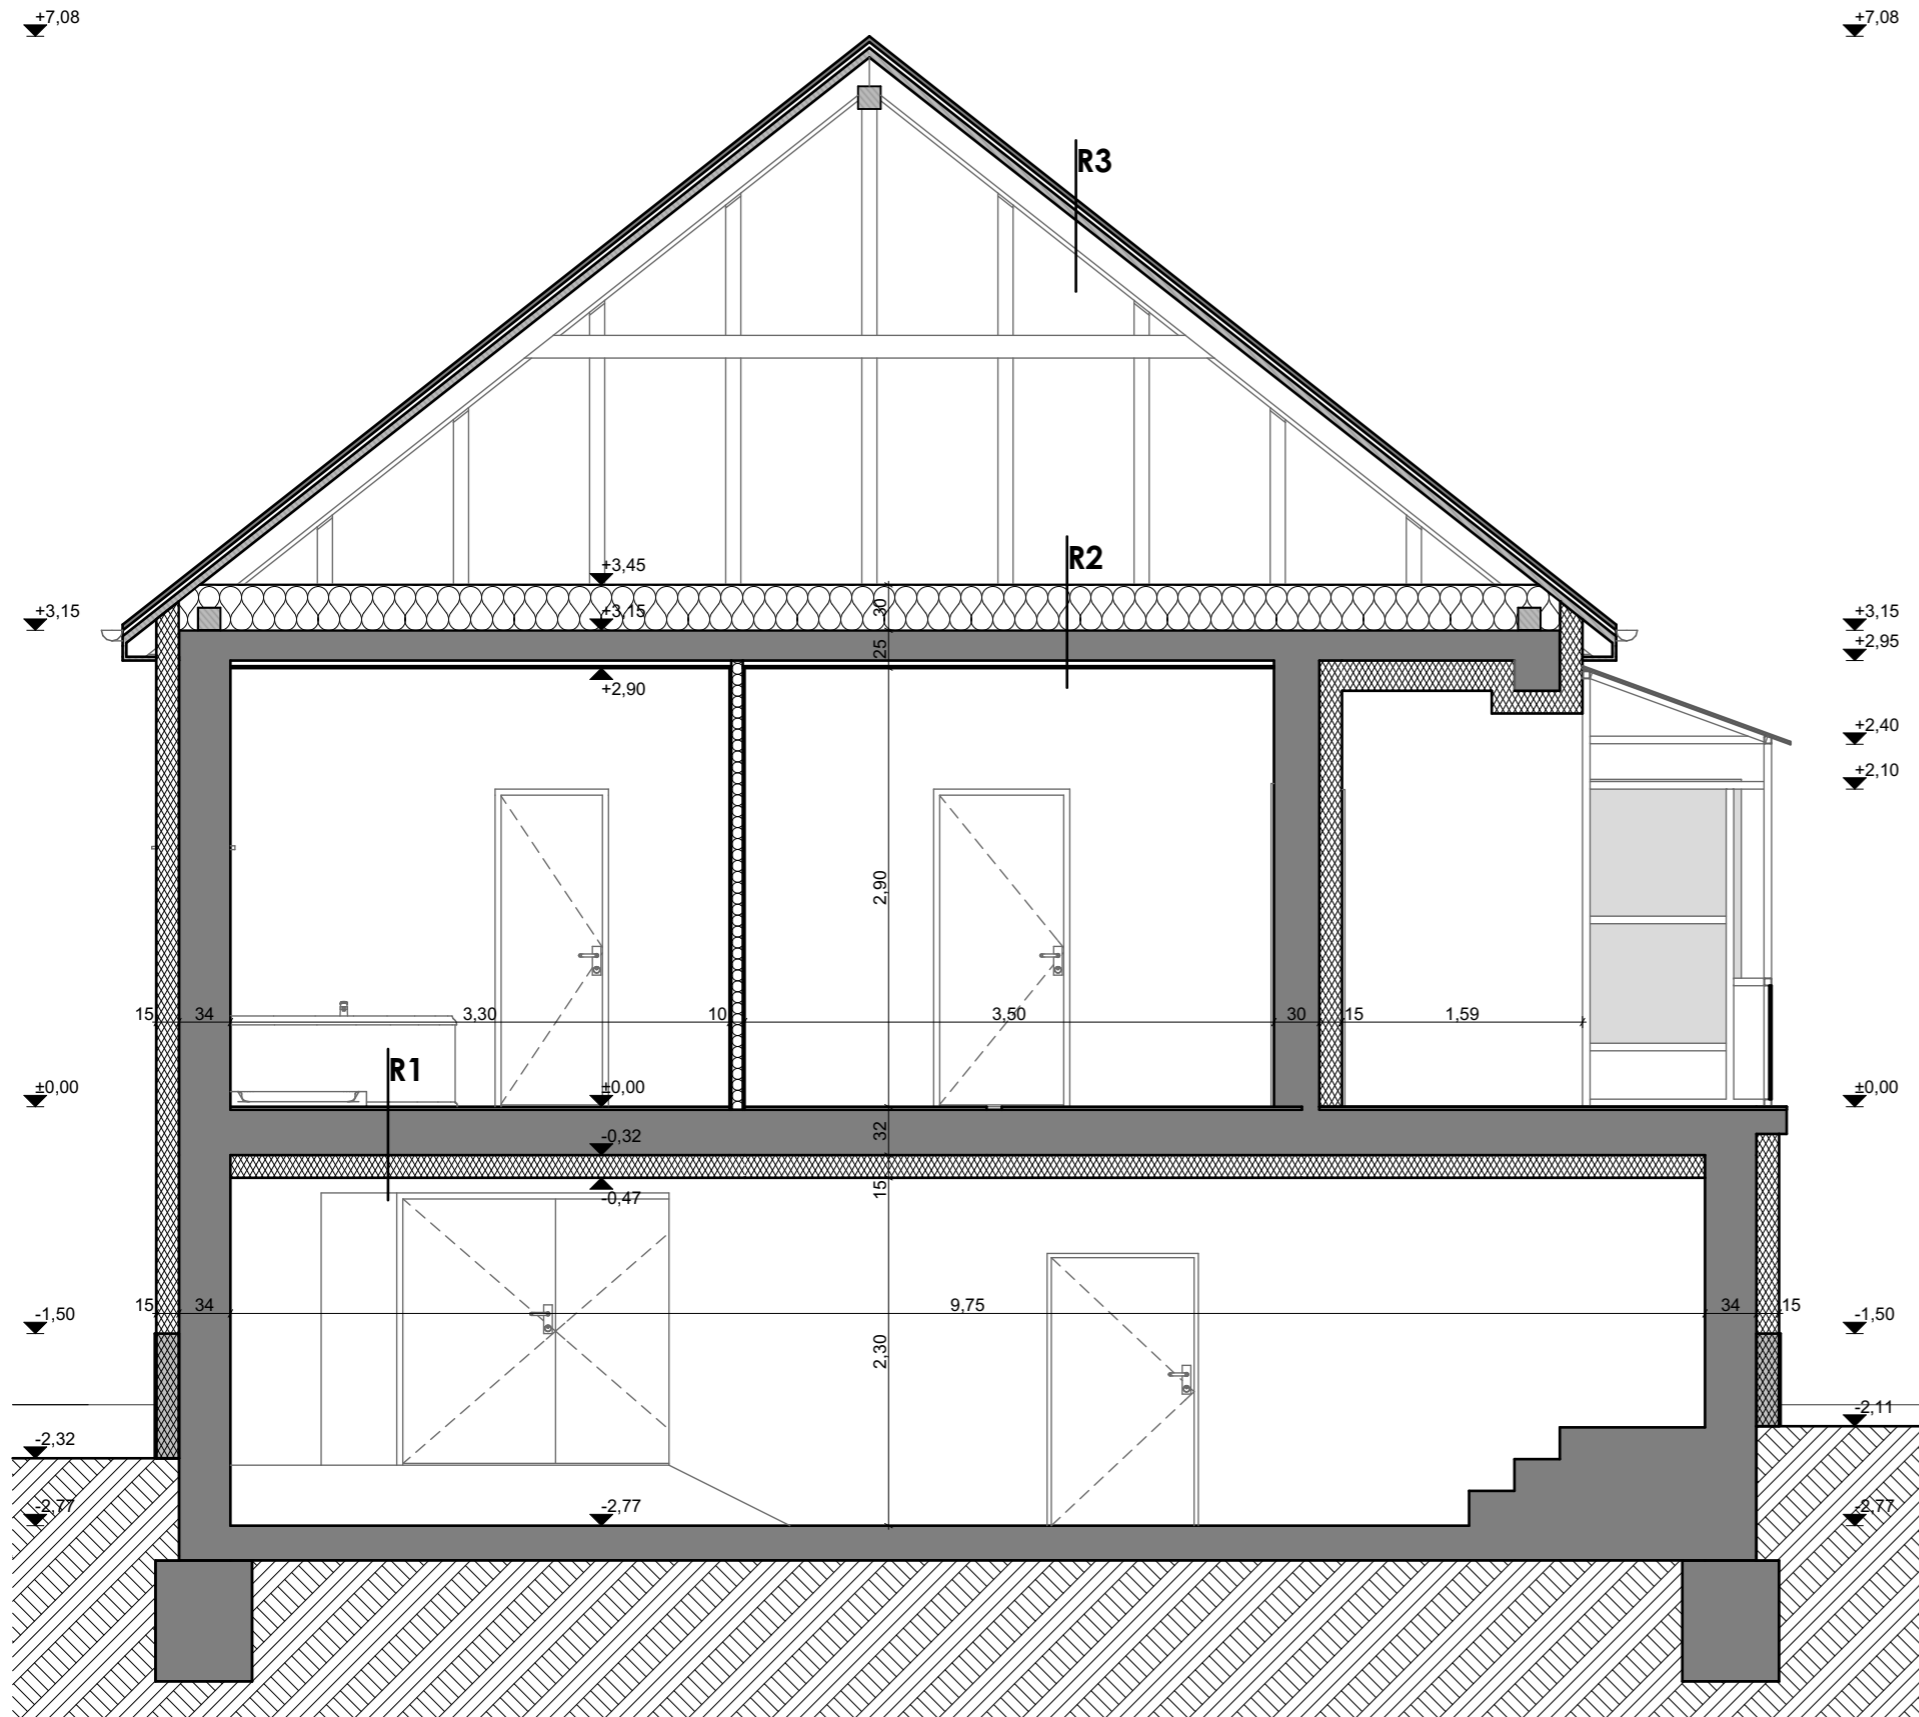 +7,08 +7,08
R3
R2
+3,45
30
+3,15 +3,15 +3,15
25 +2,95
+2,90
+2,40
+2,10
2,90
15 34 3,30 10 3,50 30 15 1,59
R1
±0,00 ±0,00 ±0,00
-0,32 32
-0,47 15
15 34 9,75 34 15
-1,50 -1,50
2,30
-2,11
-2,32
-2,77 -2,77 -2,77